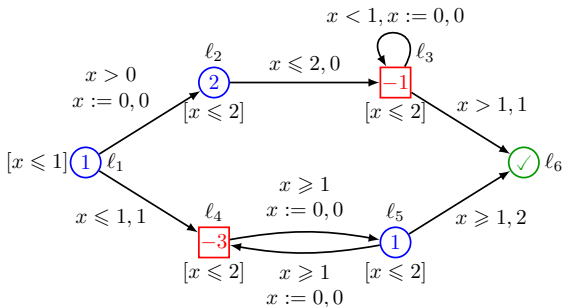 x < 1, x := 0, 0
ℓ₂
ℓ₃
x > 0
x := 0, 0
x ⩽ 2, 0
2
−1
[x ⩽ 2]
[x ⩽ 2]
x > 1, 1
[x ⩽ 1]
1
ℓ₁
✓
ℓ₆
x ⩽ 1, 1
ℓ₄
x ⩾ 1
x := 0, 0
ℓ₅
x ⩾ 1, 2
−3
1
[x ⩽ 2]
x ⩾ 1
x := 0, 0
[x ⩽ 2]